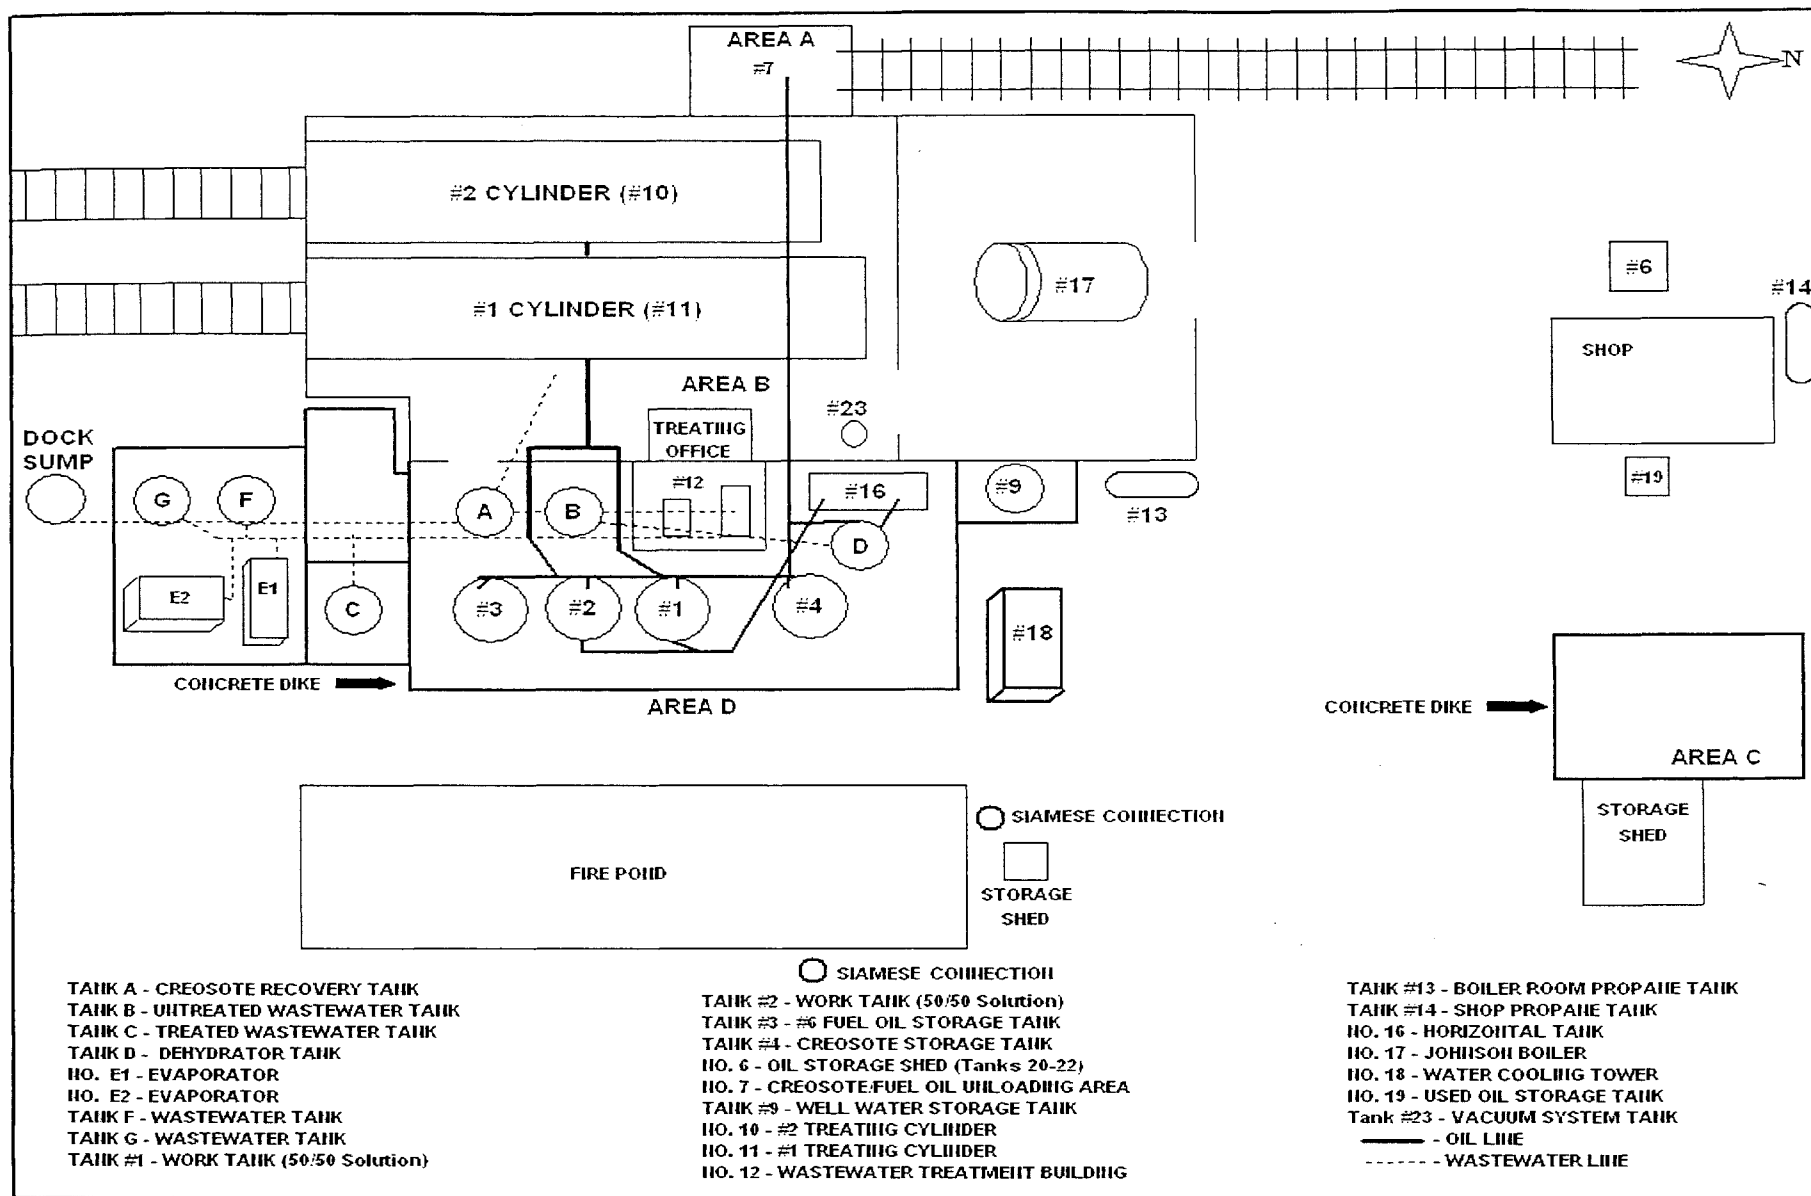 AREA A
#7
N
#2 CYLINDER (#10)
#17
#6
#14
#1 CYLINDER (#11)
SHOP
AREA B
#23
TREATING
OFFICE
DOCK
SUMP
G
F
A
B
#12
#16
#9
#13
#19
D
E2
E1
C
#3
#2
#1
#4
#18
CONCRETE DIKE
AREA D
CONCRETE DIKE
AREA C
SIAMESE CONNECTION
STORAGE
SHED
FIRE POND
STORAGE
SHED
SIAMESE CONNECTION
TANK A - CREOSOTE RECOVERY TANK
TANK B - UNTREATED WASTEWATER TANK
TANK C - TREATED WASTEWATER TANK
TANK D - DEHYDRATOR TANK
NO. E1 - EVAPORATOR
NO. E2 - EVAPORATOR
TANK F - WASTEWATER TANK
TANK G - WASTEWATER TANK
TANK #1 - WORK TANK (50/50 Solution)
TANK #2 - WORK TANK (50/50 Solution)
TANK #3 - #6 FUEL OIL STORAGE TANK
TANK #4 - CREOSOTE STORAGE TANK
NO. 6 - OIL STORAGE SHED (Tanks 20-22)
NO. 7 - CREOSOTE/FUEL OIL UNLOADING AREA
TANK #9 - WELL WATER STORAGE TANK
NO. 10 - #2 TREATING CYLINDER
NO. 11 - #1 TREATING CYLINDER
NO. 12 - WASTEWATER TREATMENT BUILDING
TANK #13 - BOILER ROOM PROPANE TANK
TANK #14 - SHOP PROPANE TANK
NO. 16 - HORIZONTAL TANK
NO. 17 - JOHNSON BOILER
NO. 18 - WATER COOLING TOWER
NO. 19 - USED OIL STORAGE TANK
Tank #23 - VACUUM SYSTEM TANK
- OIL LINE
- WASTEWATER LINE